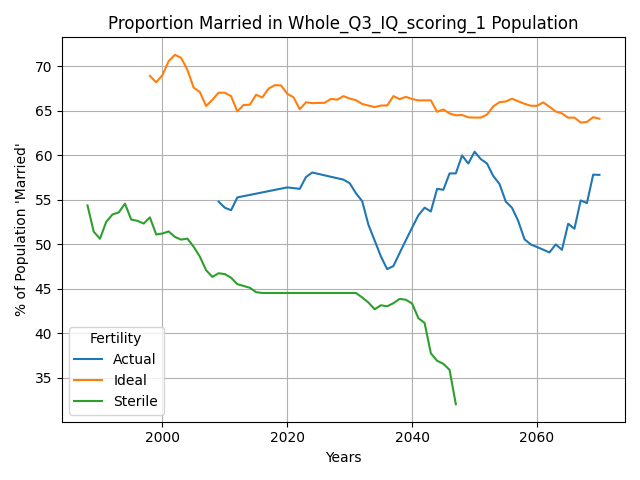 Proportion Married in Whole_Q3_IQ_scoring_1 Population
% of Population 'Married'
70
65
60
55
50
45
40
35
Fertility
Actual
Ideal
Sterile
2000 2020 2040 2060
Years